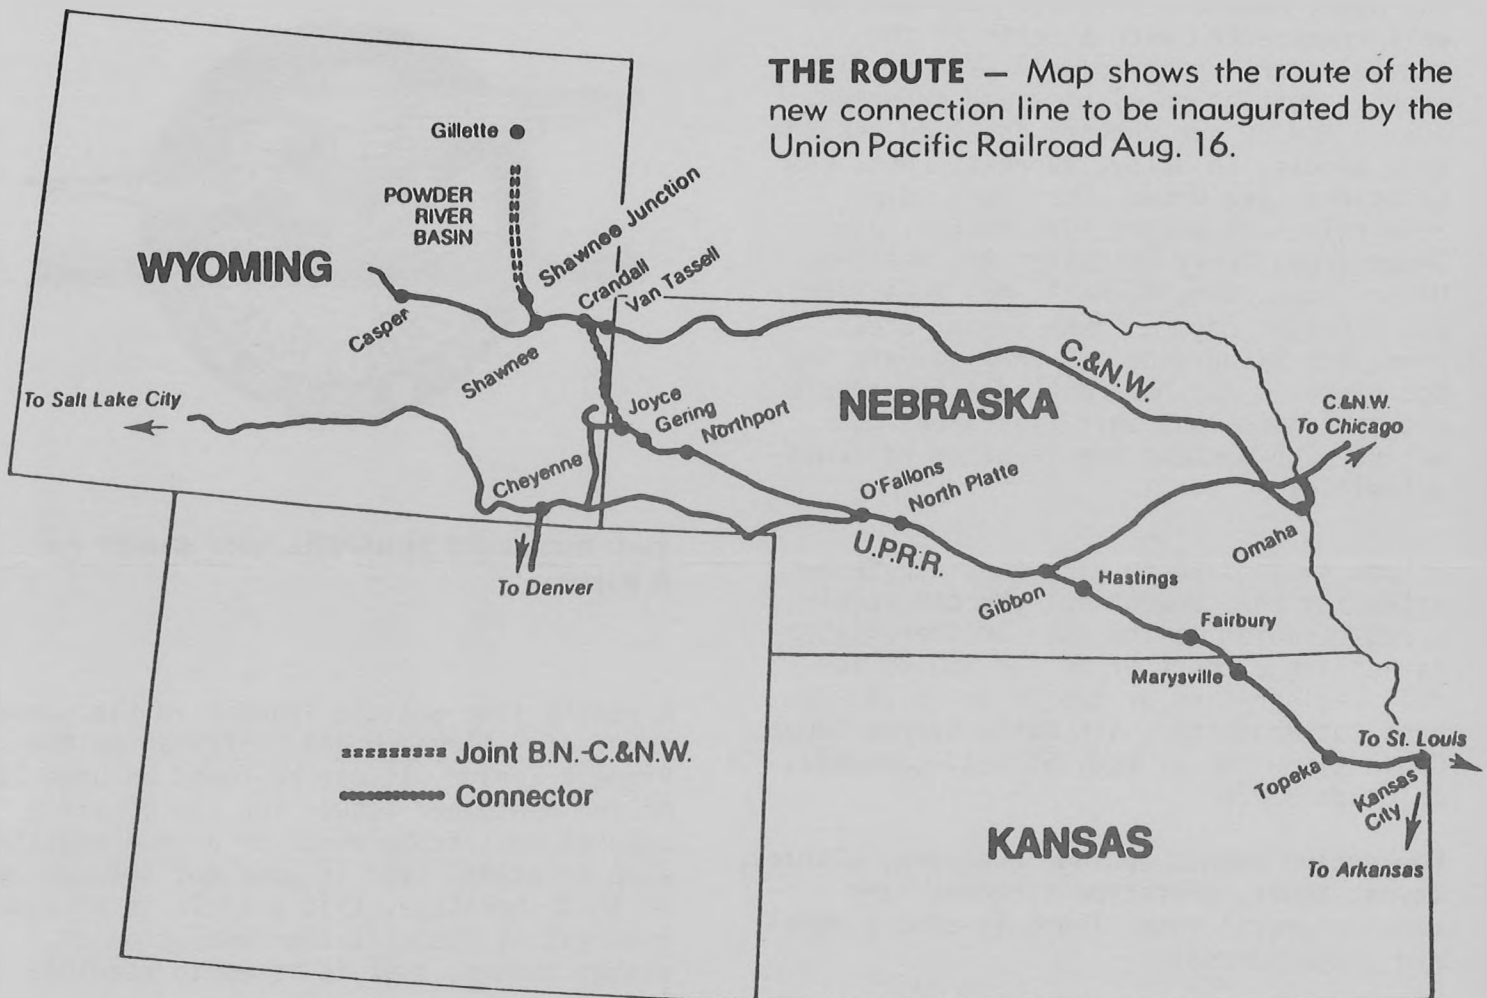 THE ROUTE — Map shows the route of the
new connection line to be inaugurated by the
Union Pacific Railroad Aug. 16.
Gillette
POWDER
RIVER
BASIN
WYOMING
Shawnee Junction
Crandall
Van Tassell
Casper
Shawnee
To Salt Lake City
Joyce
Gering
Northport
NEBRASKA
C.&N.W.
C.&N.W.
To Chicago
Cheyenne
O'Fallons
North Platte
U.P.R.R.
Omaha
To Denver
Gibbon
Hastings
Fairbury
Marysville
Joint B.N.-C.&N.W.
Connector
To St. Louis
Topeka
Kansas
City
KANSAS
To Arkansas